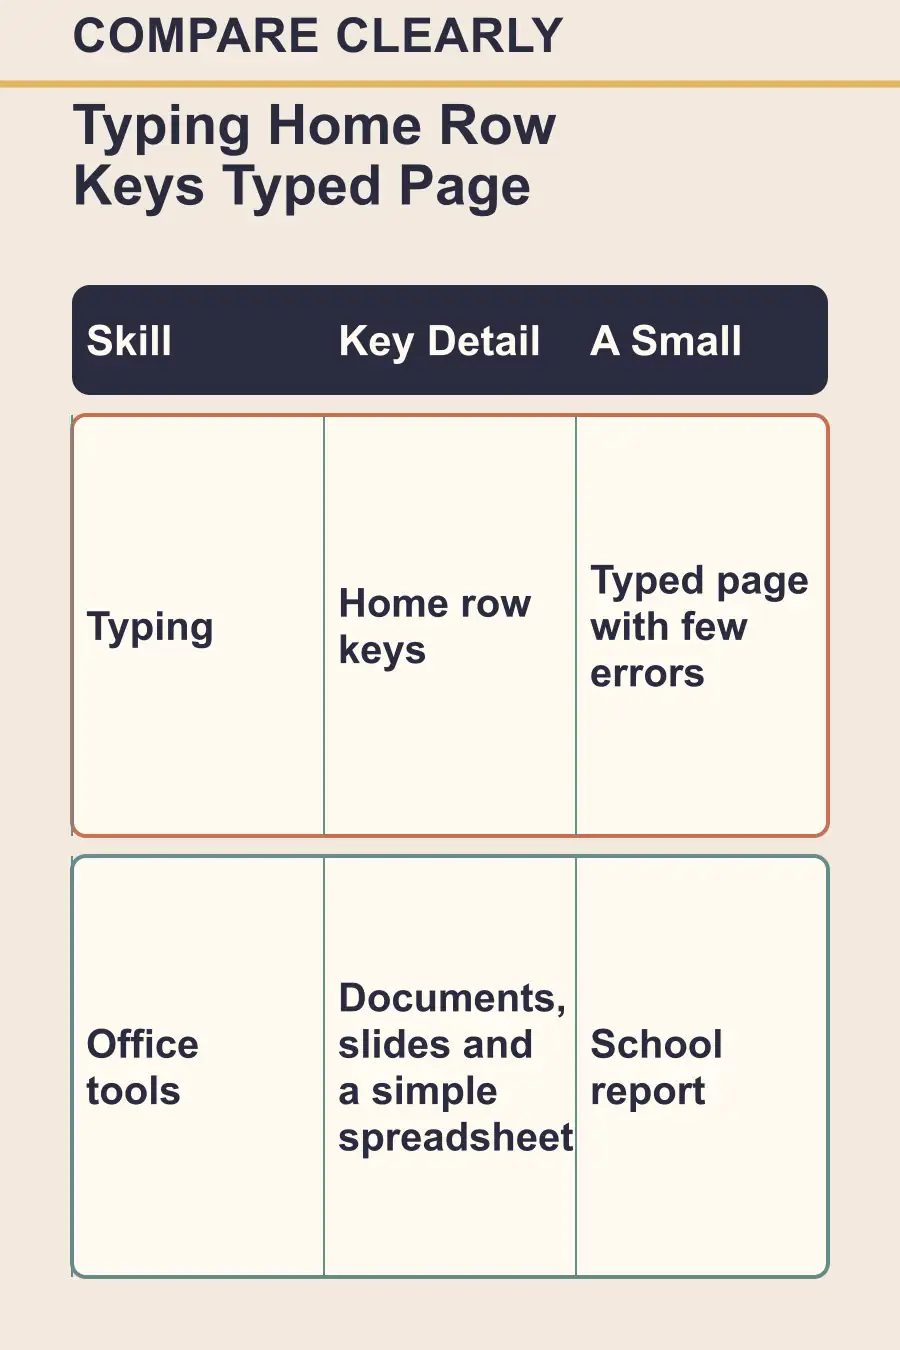 COMPARE CLEARLY
Typing Home Row
Keys Typed Page
Skill
Key Detail
A Small
Typing
Home row
keys
Typed page
with few
errors
Office
tools
Documents,
slides and
a simple
spreadsheet
School
report